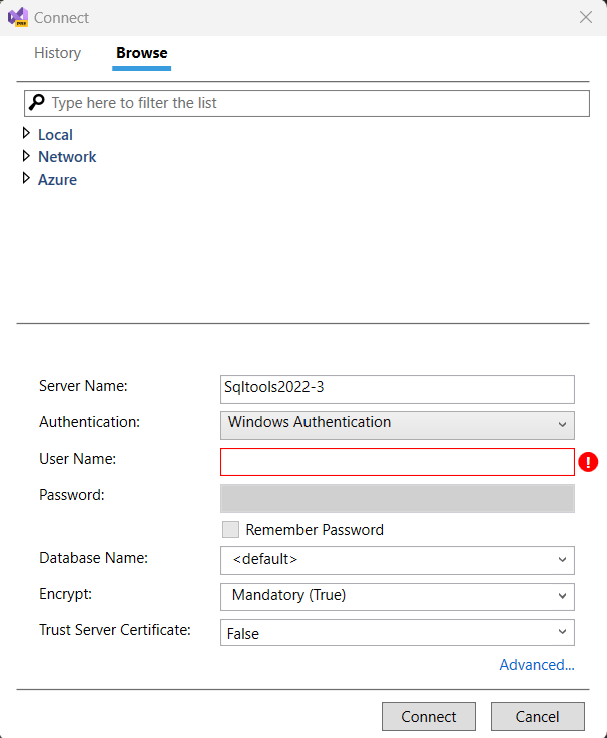 Connect
History Browse
Type here to filter the list
Local
Network
Azure
Server Name: Sqltools2022-3
Authentication: Windows Authentication
User Name: !
Password:
Remember Password
Database Name: <default>
Encrypt: Mandatory (True)
Trust Server Certificate: False
Advanced...
Connect Cancel